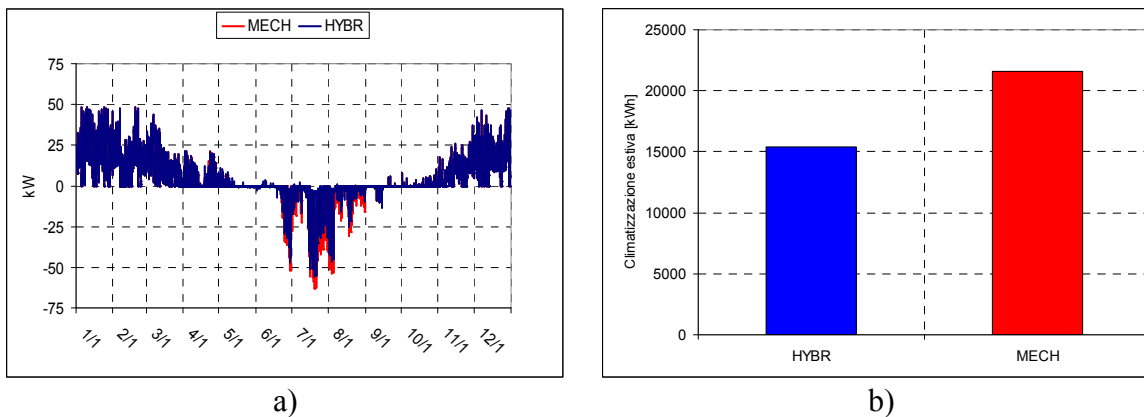 MECH HYBR
75
50
25
0
-25
-50
-75
kW
1/1 2/1 3/1 4/1 5/1 6/1 7/1 8/1 9/1 10/1 11/1 12/1
a)
25000
20000
15000
10000
5000
0
Climatizzazione estiva [kWh]
HYBR MECH
b)